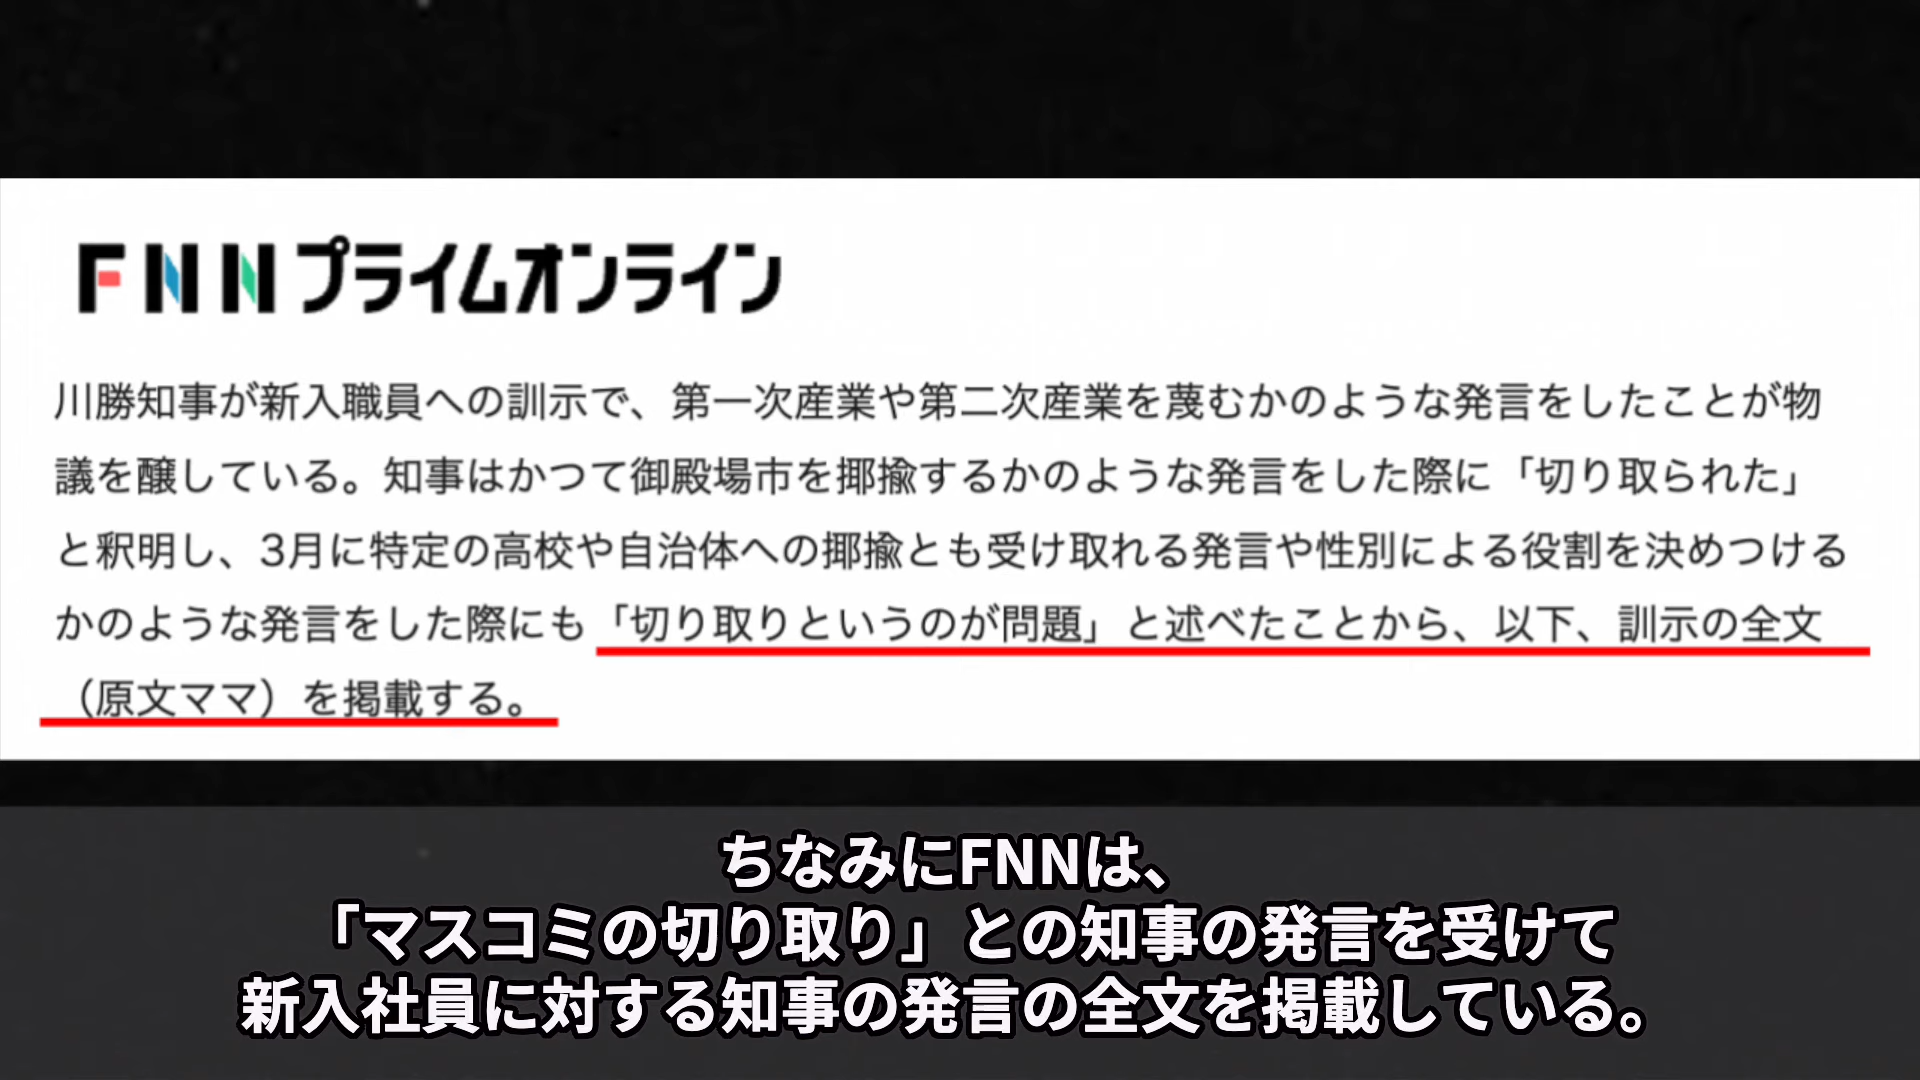 FNNプライムオンライン
川勝知事が新入職員への訓示で、第一次産業や第二次産業を蔑むかのような発言をしたことが物
議を醸している。知事はかつて御殿場市を揶揄するかのような発言をした際に「切り取られた」
と釈明し、3月に特定の高校や自治体への揶揄とも受け取れる発言や性別による役割を決めつける
かのような発言をした際にも「切り取りというのが問題」と述べたことから、以下、訓示の全文
（原文ママ）を掲載する。
ちなみにFNNは、
「マスコミの切り取り」との知事の発言を受けて
新入社員に対する知事の発言の全文を掲載している。